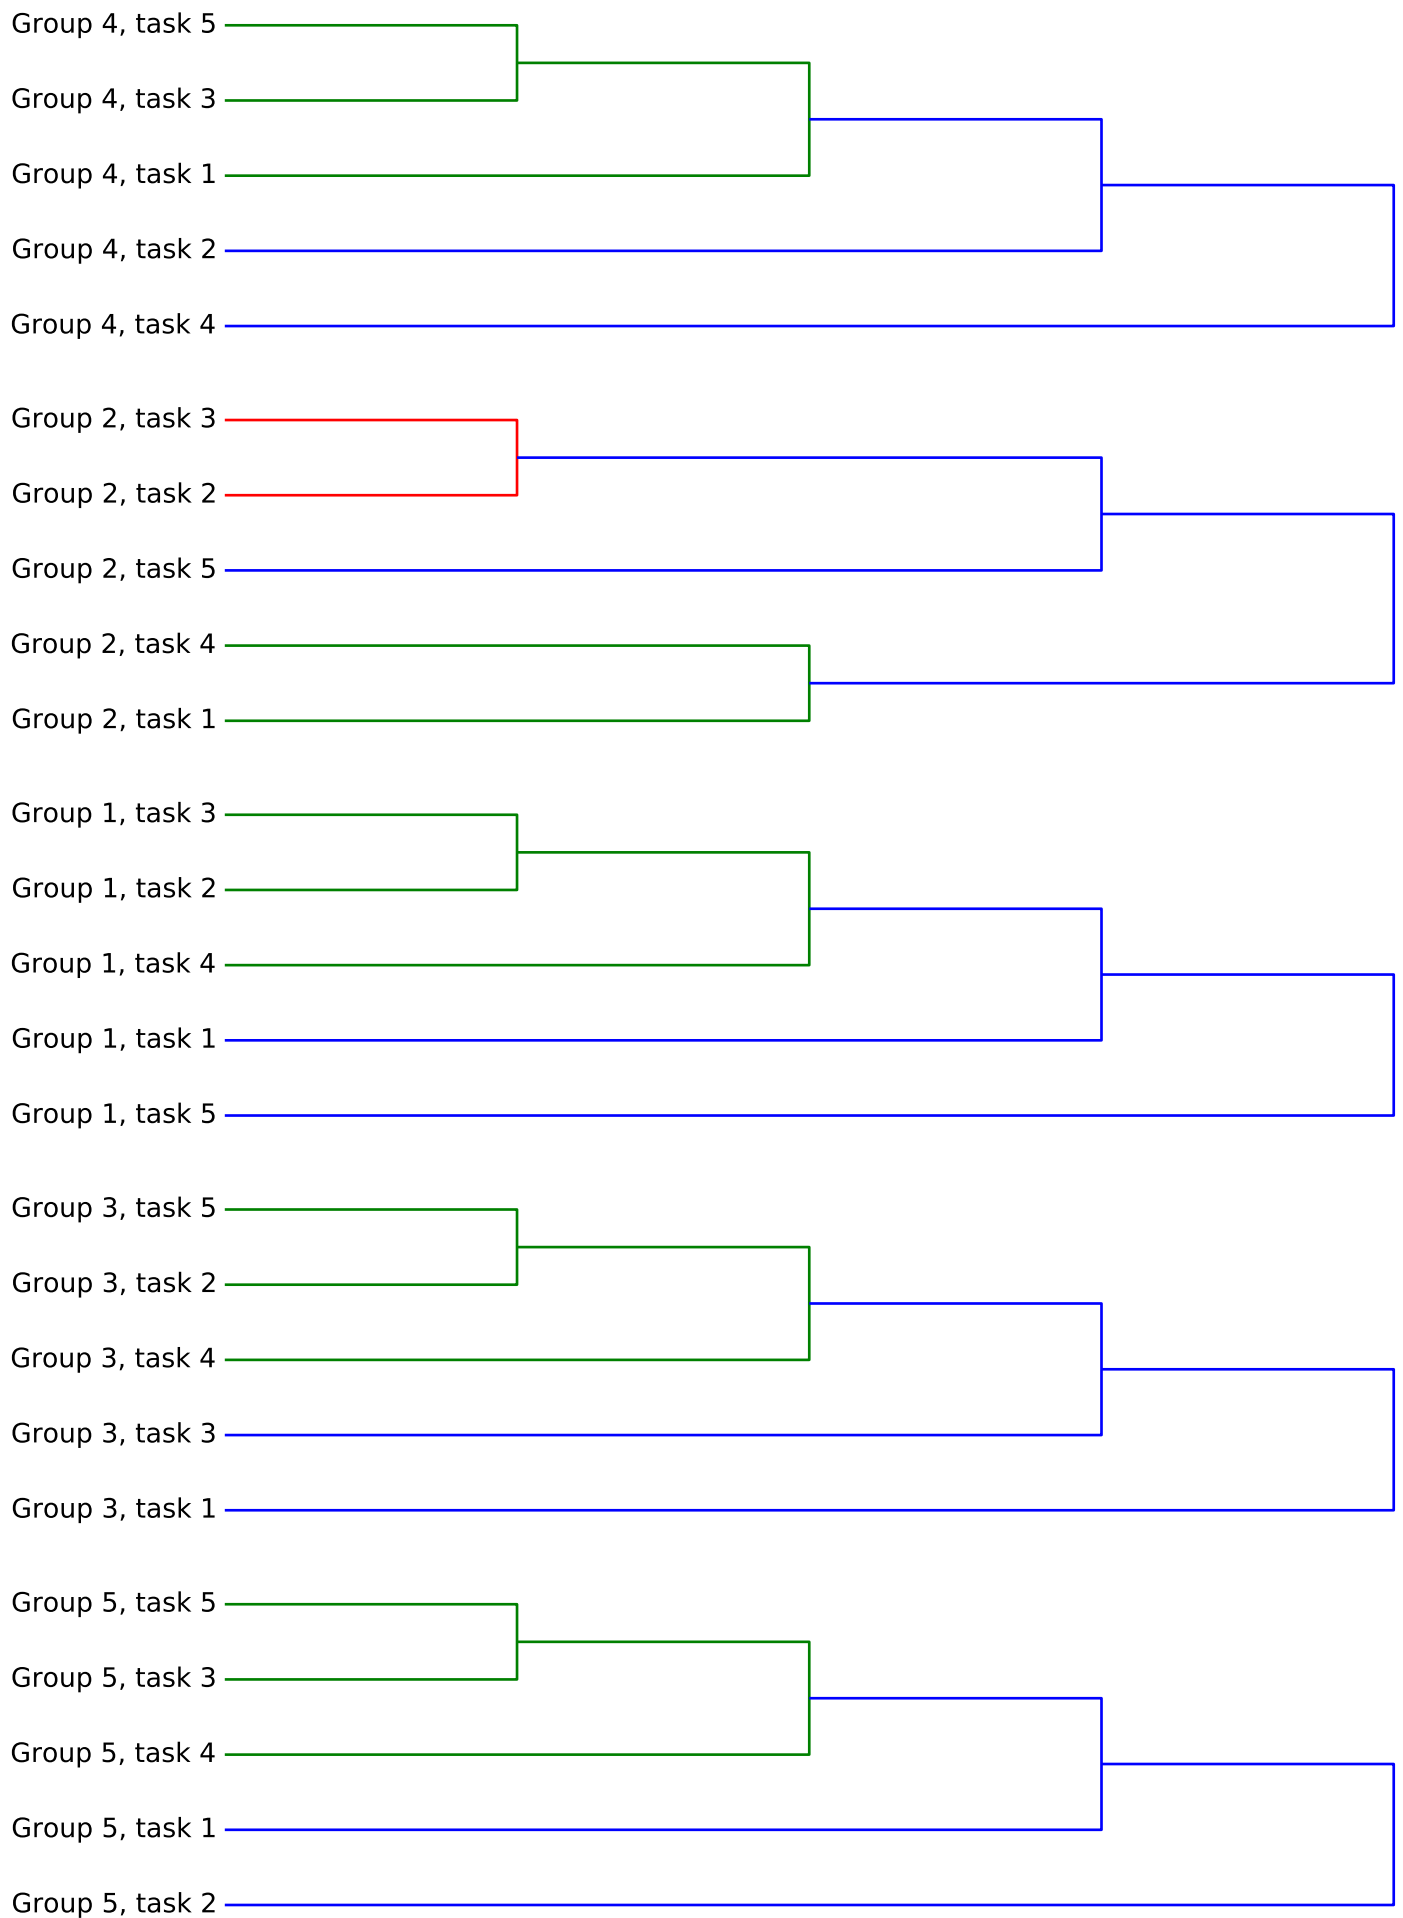 Group 4, task 5
Group 4, task 3
Group 4, task 1
Group 4, task 2
Group 4, task 4
Group 2, task 3
Group 2, task 2
Group 2, task 5
Group 2, task 4
Group 2, task 1
Group 1, task 3
Group 1, task 2
Group 1, task 4
Group 1, task 1
Group 1, task 5
Group 3, task 5
Group 3, task 2
Group 3, task 4
Group 3, task 3
Group 3, task 1
Group 5, task 5
Group 5, task 3
Group 5, task 4
Group 5, task 1
Group 5, task 2